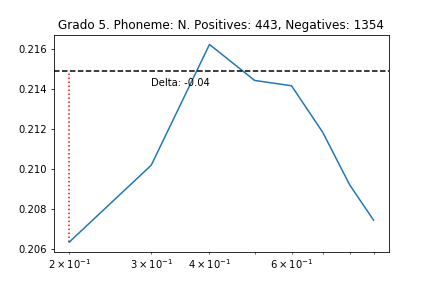 Grado 5. Phoneme: N. Positives: 443, Negatives: 1354
0.216
0.214
0.212
0.210
0.208
0.206
Delta: -0.04
2 × 10⁻¹ 3 × 10⁻¹ 4 × 10⁻¹ 6 × 10⁻¹